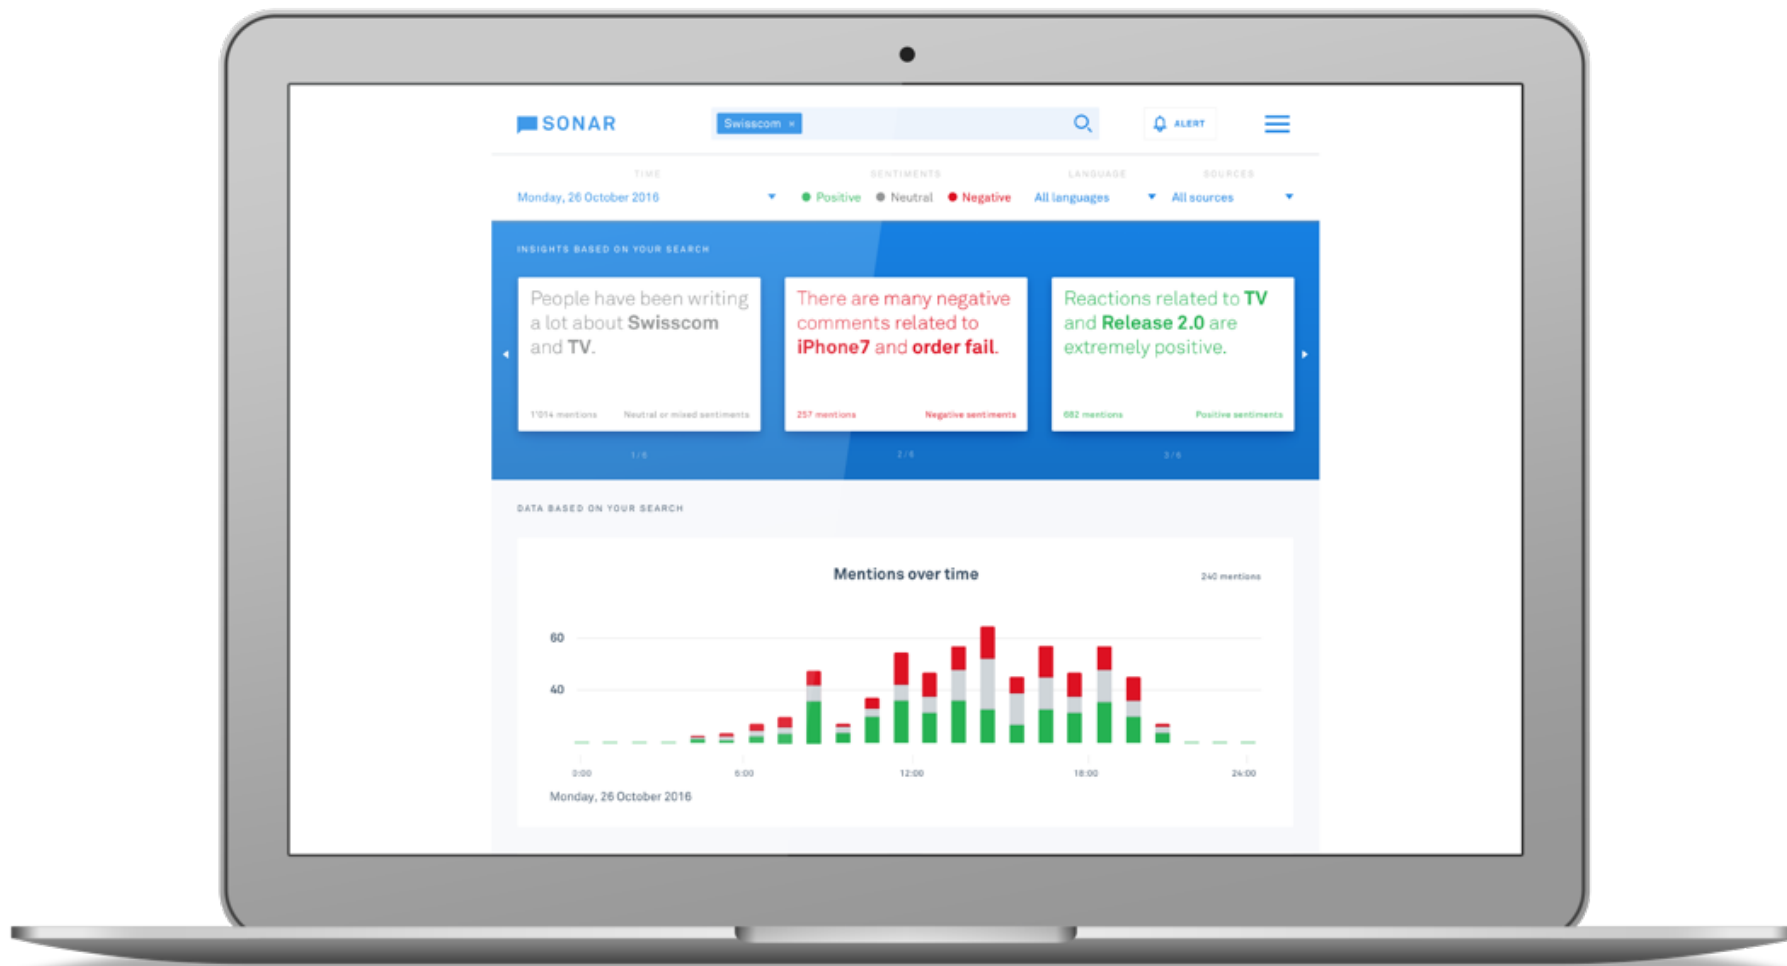 SONAR
Swisscom ×
ALERT
TIME
SENTIMENTS
LANGUAGE
SOURCES
Monday, 26 October 2016
Positive
Neutral
Negative
All languages
All sources
INSIGHTS BASED ON YOUR SEARCH
People have been writing
a lot about Swisscom
and TV.
1'014 mentions
Neutral or mixed sentiments
1/6
There are many negative
comments related to
iPhone7 and order fail.
257 mentions
Negative sentiments
2/6
Reactions related to TV
and Release 2.0 are
extremely positive.
682 mentions
Positive sentiments
3/6
DATA BASED ON YOUR SEARCH
Mentions over time
240 mentions
60
40
0:00
6:00
12:00
18:00
24:00
Monday, 26 October 2016